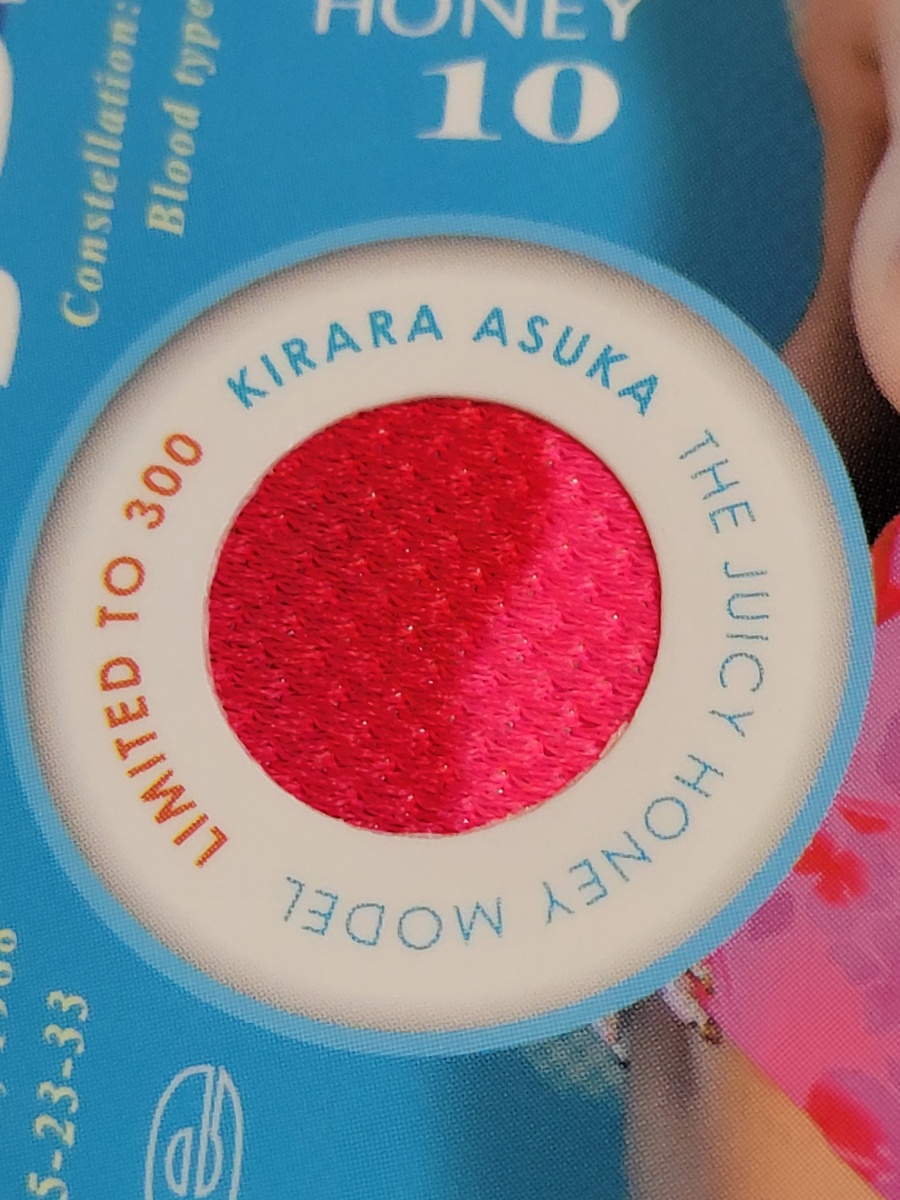 HONEY
10
Constellation:
Blood type
KIRARA ASUKA
THE JUICY HONEY MODEL
LIMITED TO 300
5-23-33